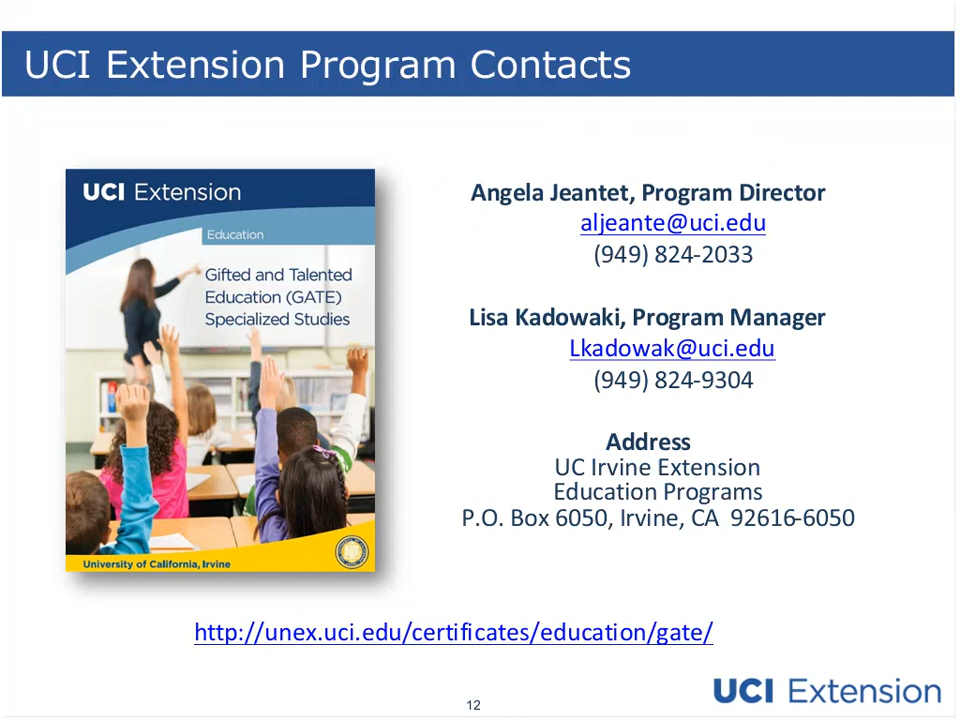 UCI Extension Program Contacts
UCI Extension
Education
Gifted and Talented
Education (GATE)
Specialized Studies
University of California, Irvine
Angela Jeantet, Program Director
aljeante@uci.edu
(949) 824-2033
Lisa Kadowaki, Program Manager
Lkadowak@uci.edu
(949) 824-9304
Address
UC Irvine Extension
Education Programs
P.O. Box 6050, Irvine, CA  92616-6050
http://unex.uci.edu/certificates/education/gate/
12
UCI Extension